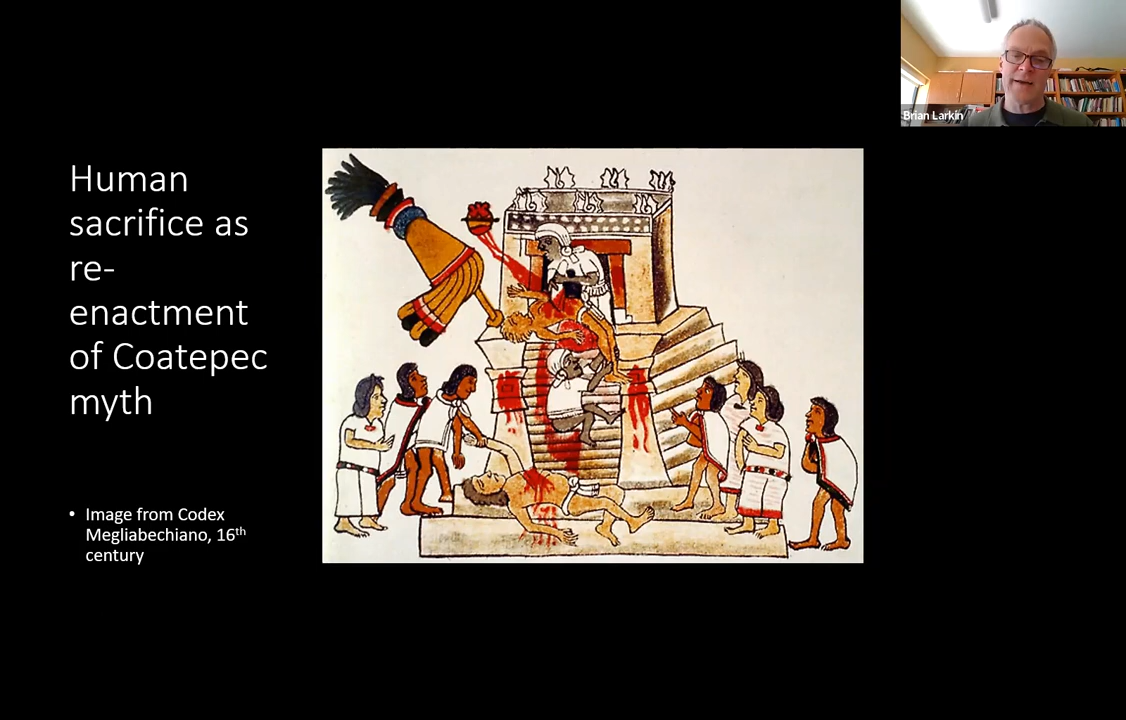 Brian Larkin
Human
sacrifice as
re-
enactment
of Coatepec
myth
• Image from Codex
Megliabechiano, 16th
century